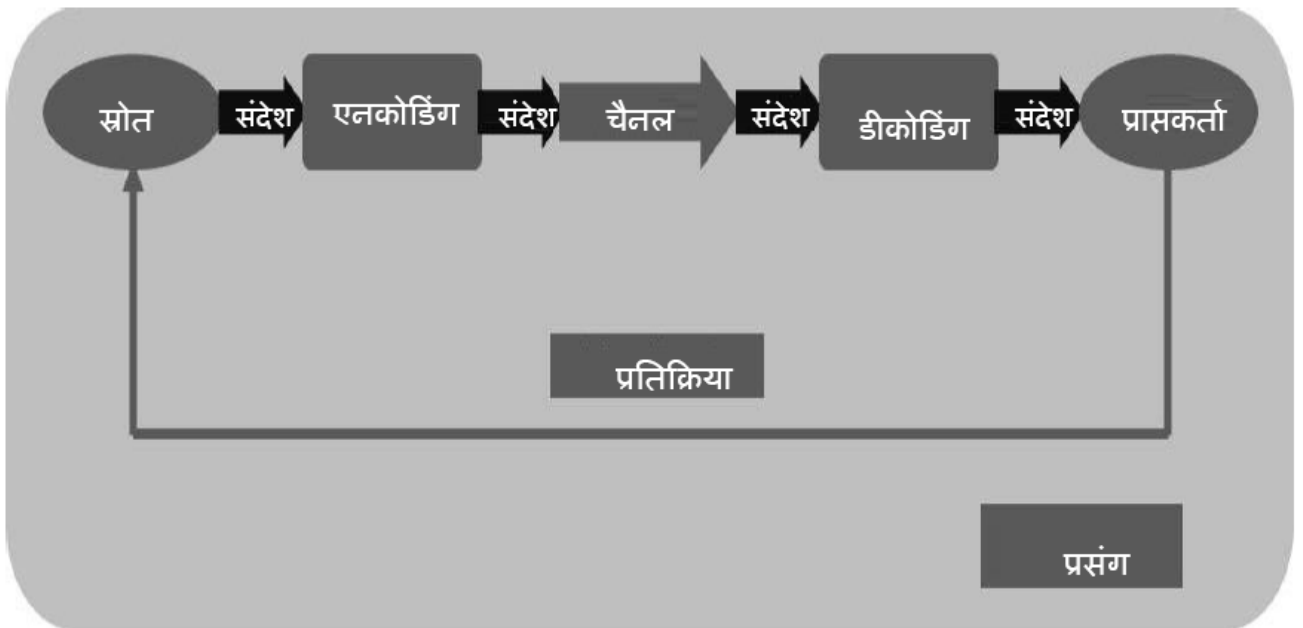 स्रोत
संदेश
एनकोडिंग
संदेश
चैनल
संदेश
डीकोडिंग
संदेश
प्राप्तकर्ता
प्रतिक्रिया
प्रसंग